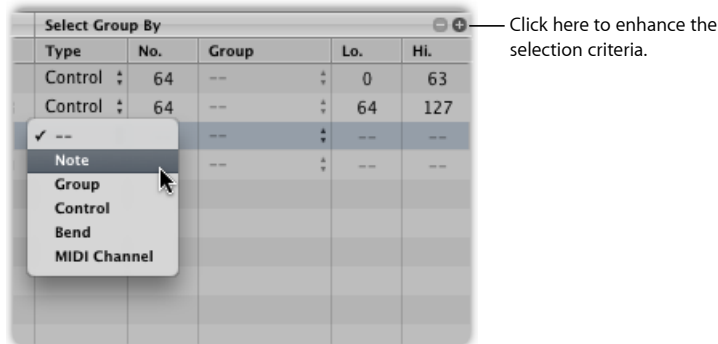 Select Group By
Click here to enhance the
selection criteria.
Type No. Group Lo. Hi.
Control 64 -- 0 63
Control 64 -- 64 127
✓ -- -- -- --
Note -- -- --
Group
Control
Bend
MIDI Channel